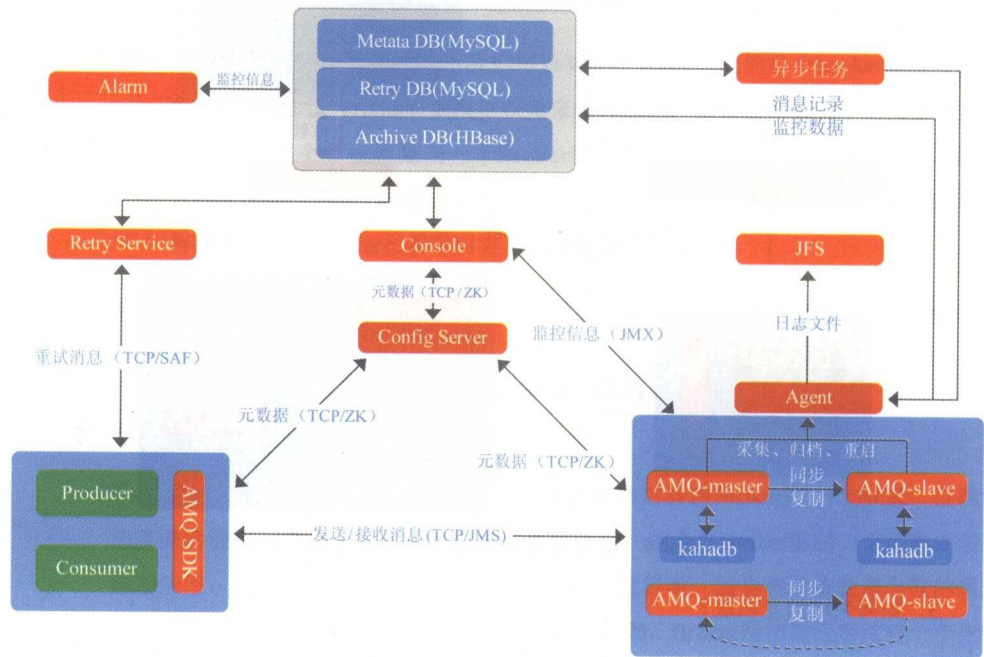 Metata DB(MySQL)
Retry DB(MySQL)
Archive DB(HBase)
Alarm
监控信息
异步任务
消息记录
监控数据
Retry Service
Console
JFS
元数据（TCP / ZK）
Config Server
监控信息（JMX）
日志文件
重试消息（TCP/SAF）
Agent
元数据（TCP/ZK）
元数据（TCP/ZK）
采集、归档、重启
Producer
Consumer
AMQ SDK
发送/接收消息(TCP/JMS)
AMQ-master
同步
复制
AMQ-slave
kahadb
kahadb
AMQ-master
同步
复制
AMQ-slave